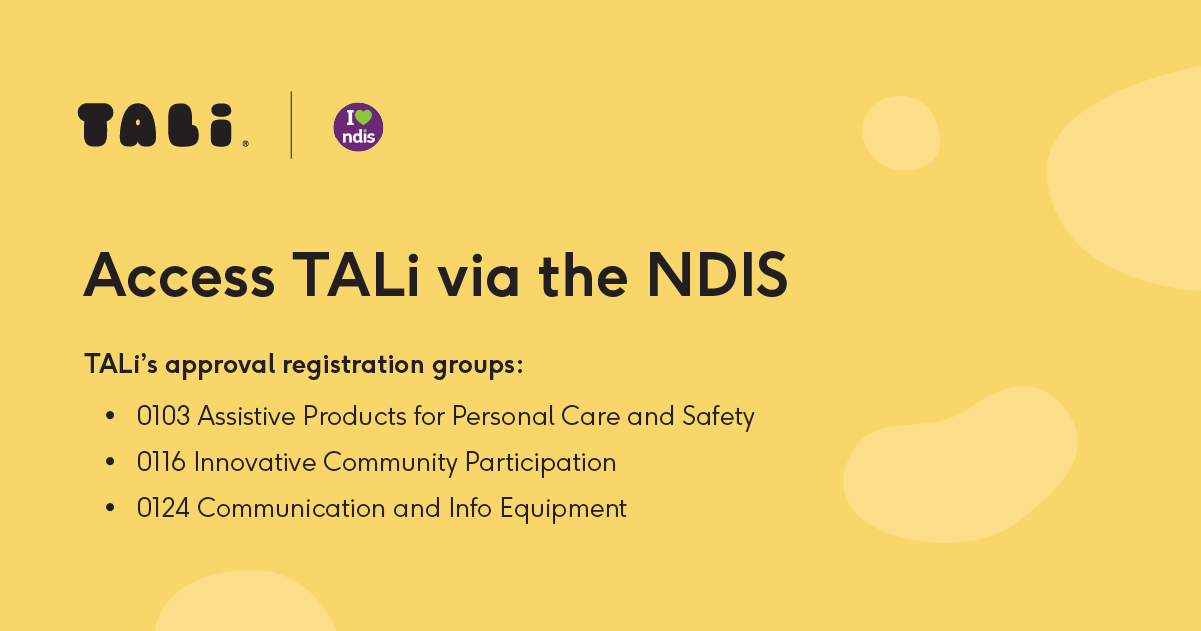 TALi®
I
ndis
Access TALi via the NDIS
TALi’s approval registration groups:
• 0103 Assistive Products for Personal Care and Safety
• 0116 Innovative Community Participation
• 0124 Communication and Info Equipment